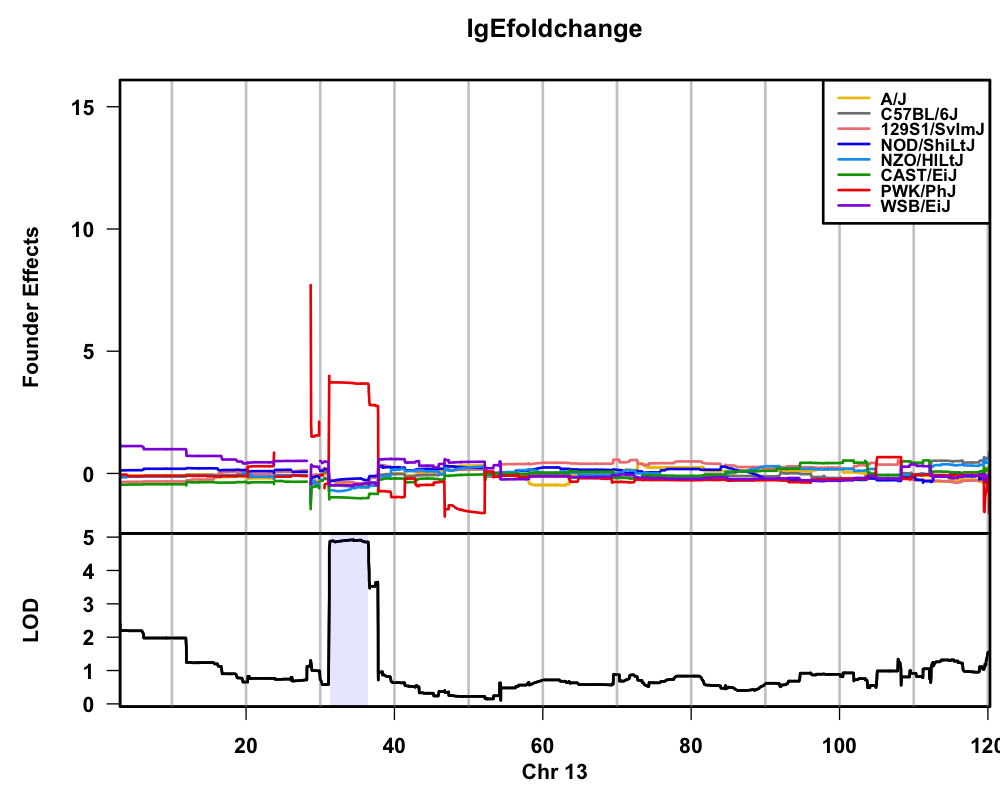 IgEfoldchange
A/J
C57BL/6J
129S1/SvImJ
NOD/ShiLtJ
NZO/HlLtJ
CAST/EiJ
PWK/PhJ
WSB/EiJ
15
10
5
0
Founder Effects
5
4
3
2
1
0
LOD
20 40 60 80 100 120
Chr 13